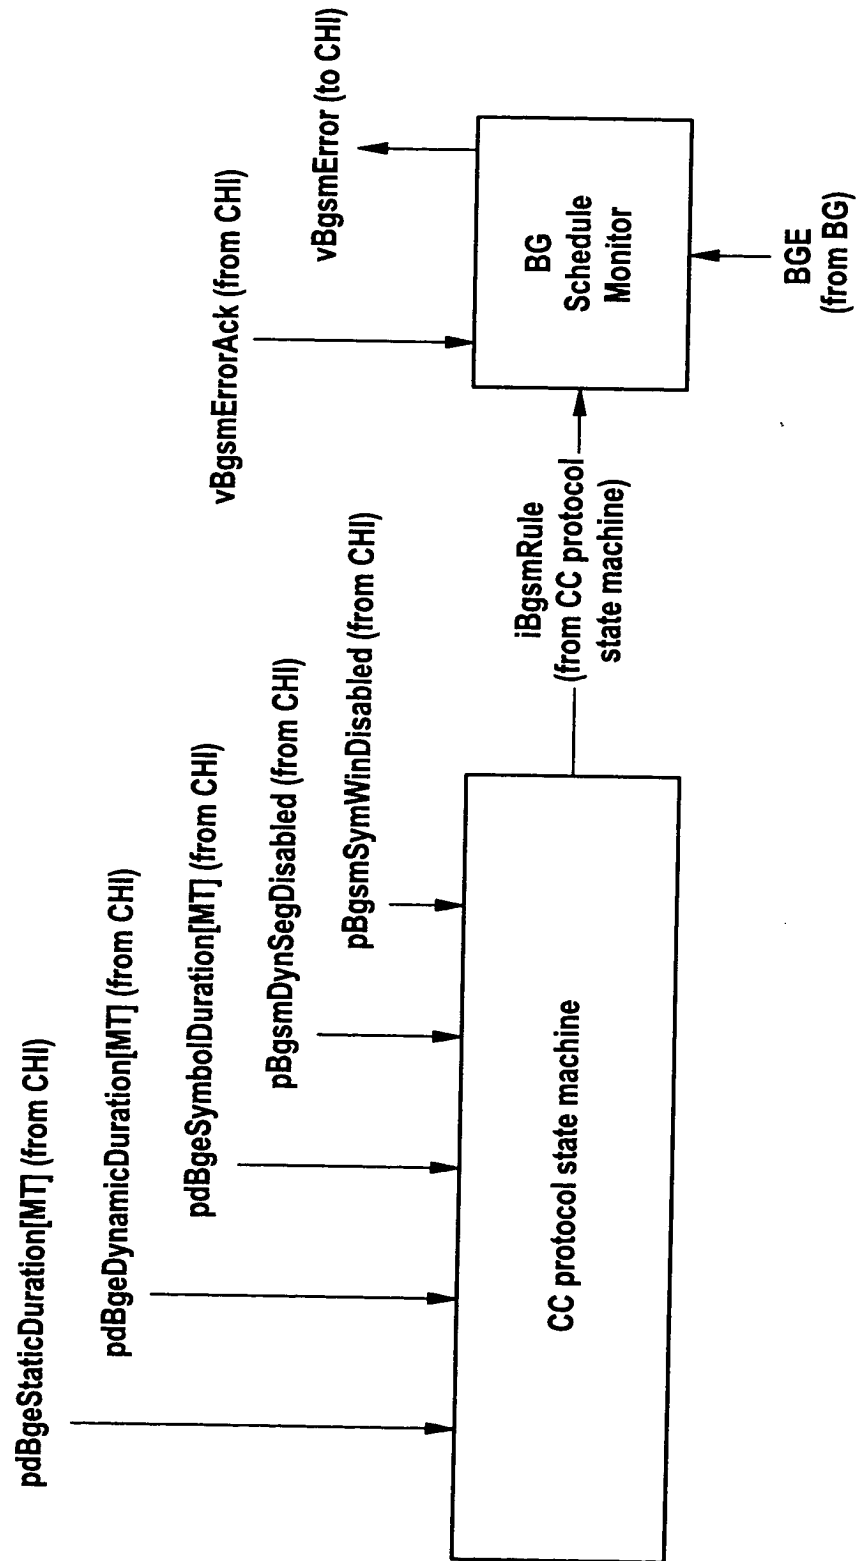 pdBgeStaticDuration[MT] (from CHI)
pdBgeDynamicDuration[MT] (from CHI)
pdBgeSymbolDuration[MT] (from CHI)
pBgsmDynSegDisabled (from CHI)
pBgsmSymWinDisabled (from CHI)
CC protocol state machine
iBgsmRule
(from CC protocol
state machine)
vBgsmErrorAck (from CHI)
vBgsmError (to CHI)
BG
Schedule
Monitor
BGE
(from BG)